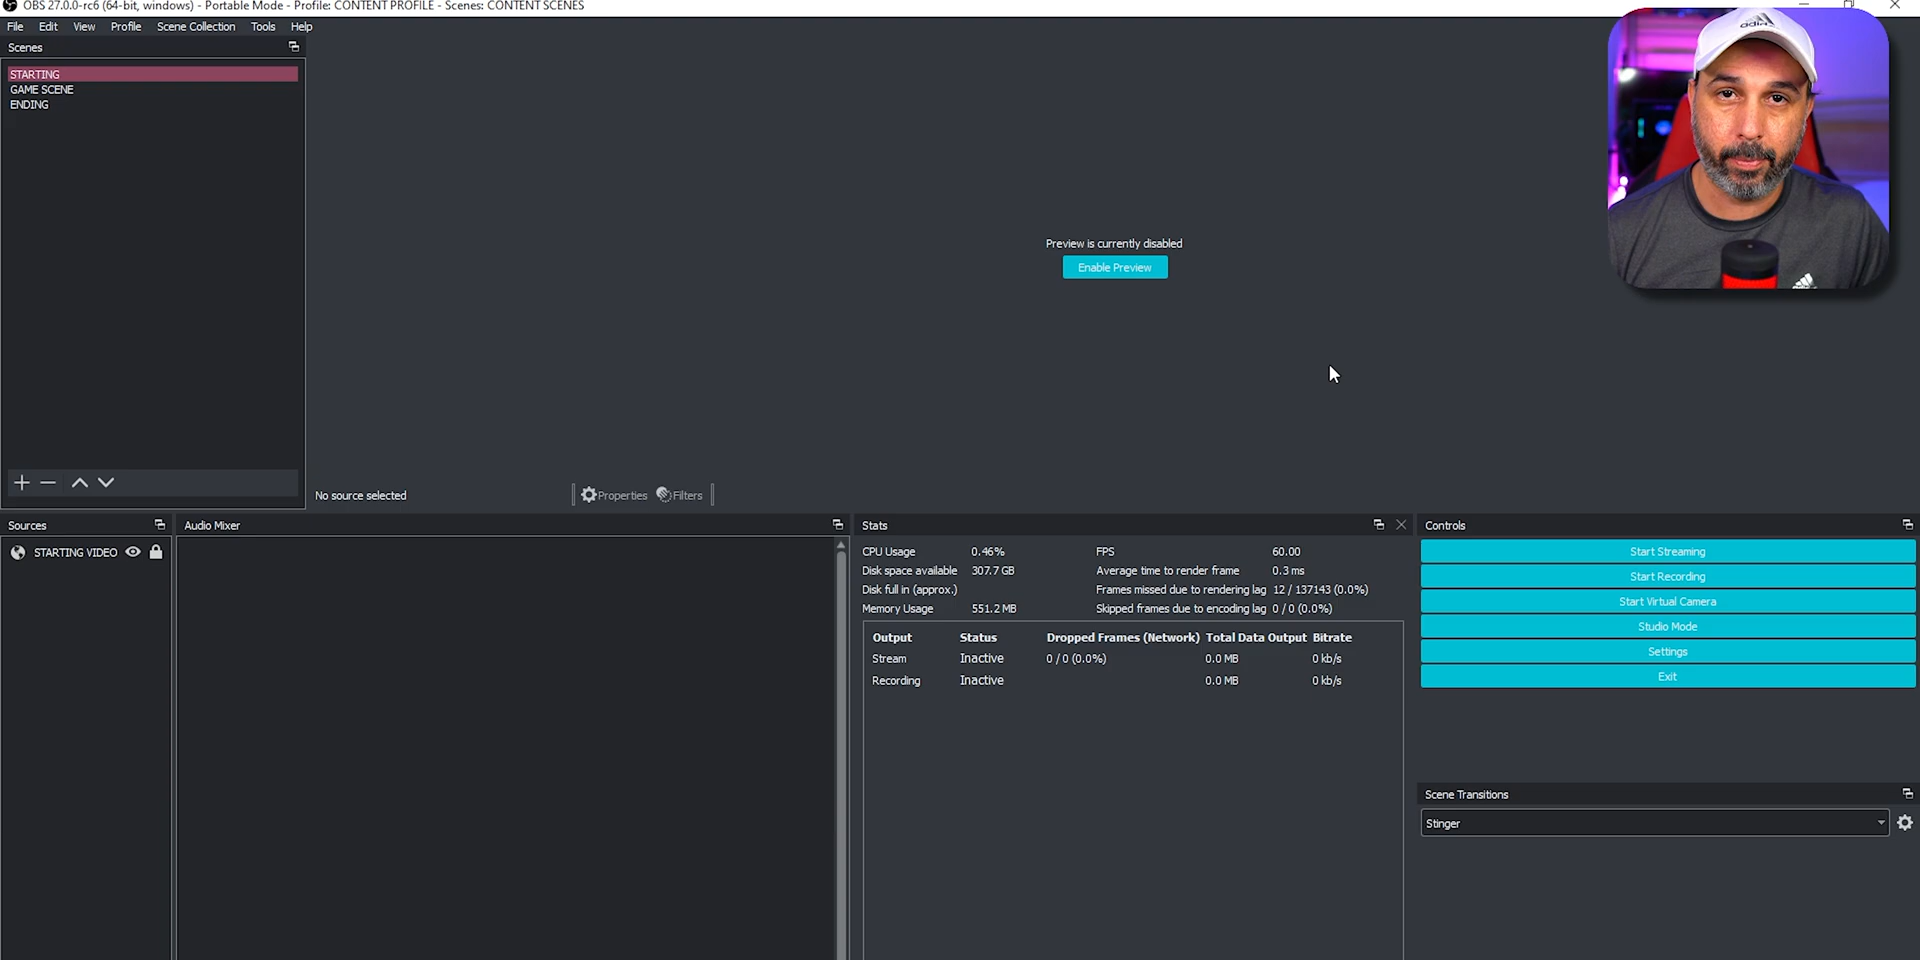 OBS 27.0.0-rc6 (64-bit, windows) - Portable Mode - Profile: CONTENT PROFILE - Scenes: CONTENT SCENES
File Edit View Profile Scene Collection Tools Help
Scenes
STARTING
GAME SCENE
ENDING
adidas
Preview is currently disabled
Enable Preview
No source selected
Properties
Filters
Sources
STARTING VIDEO
Audio Mixer
Stats
CPU Usage 0.46% FPS 60.00
Disk space available 307.7 GB Average time to render frame 0.3 ms
Disk full in (approx.) Frames missed due to rendering lag 12 / 137143 (0.0%)
Memory Usage 551.2 MB Skipped frames due to encoding lag 0 / 0 (0.0%)
Output Status Dropped Frames (Network) Total Data Output Bitrate
Stream Inactive 0 / 0 (0.0%) 0.0 MB 0 kb/s
Recording Inactive 0.0 MB 0 kb/s
Controls
Start Streaming
Start Recording
Start Virtual Camera
Studio Mode
Settings
Exit
Scene Transitions
Stinger